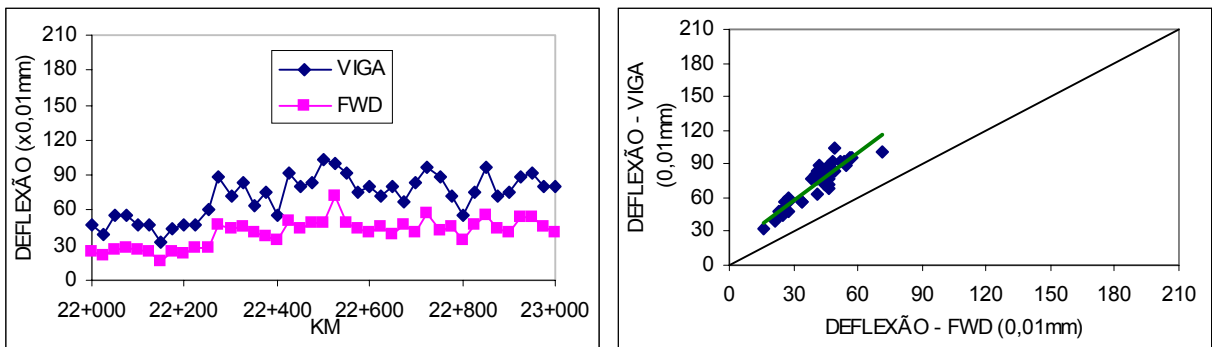 DEFLEXÃO (x0,01mm)
210
180
150
120
90
60
30
0
VIGA
FWD
22+000 22+200 22+400 22+600 22+800 23+000
KM
DEFLEXÃO - VIGA
(0,01mm)
210
180
150
120
90
60
30
0
0 30 60 90 120 150 180 210
DEFLEXÃO - FWD (0,01mm)